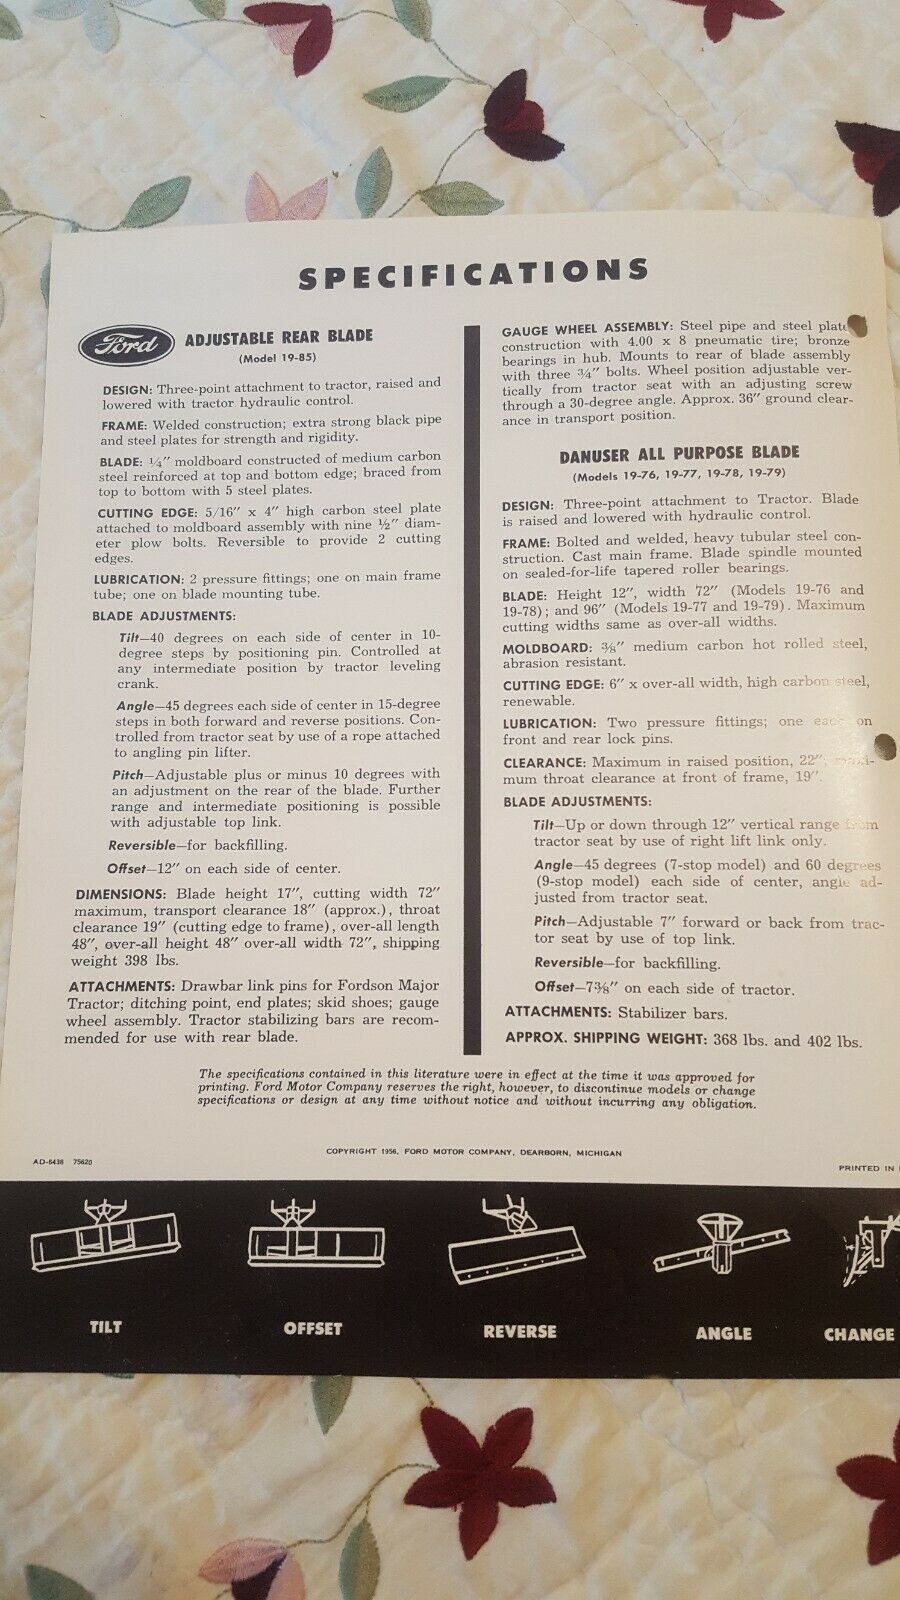 SPECIFICATIONS
Ford
ADJUSTABLE REAR BLADE
(Model 19-85)
DESIGN: Three-point attachment to tractor, raised and
lowered with tractor hydraulic control.
FRAME: Welded construction; extra strong black pipe
and steel plates for strength and rigidity.
BLADE: 1/4" moldboard constructed of medium carbon
steel reinforced at top and bottom edge; braced from
top to bottom with 5 steel plates.
CUTTING EDGE: 5/16" x 4" high carbon steel plate
attached to moldboard assembly with nine 1/2" diam-
eter plow bolts. Reversible to provide 2 cutting
edges.
LUBRICATION: 2 pressure fittings; one on main frame
tube; one on blade mounting tube.
BLADE ADJUSTMENTS:
Tilt—40 degrees on each side of center in 10-
degree steps by positioning pin. Controlled at
any intermediate position by tractor leveling
crank.
Angle—45 degrees each side of center in 15-degree
steps in both forward and reverse positions. Con-
trolled from tractor seat by use of a rope attached
to angling pin lifter.
Pitch—Adjustable plus or minus 10 degrees with
an adjustment on the rear of the blade. Further
range and intermediate positioning is possible
with adjustable top link.
Reversible—for backfilling.
Offset—12" on each side of center.
DIMENSIONS: Blade height 17", cutting width 72"
maximum, transport clearance 18" (approx.), throat
clearance 19" (cutting edge to frame), over-all length
48", over-all height 48" over-all width 72", shipping
weight 398 lbs.
ATTACHMENTS: Drawbar link pins for Fordson Major
Tractor; ditching point, end plates; skid shoes; gauge
wheel assembly. Tractor stabilizing bars are recom-
mended for use with rear blade.
GAUGE WHEEL ASSEMBLY: Steel pipe and steel plate
construction with 4.00 x 8 pneumatic tire; bronze
bearings in hub. Mounts to rear of blade assembly
with three 3/4" bolts. Wheel position adjustable ver-
tically from tractor seat with an adjusting screw
through a 30-degree angle. Approx. 36" ground clear-
ance in transport position.
DANUSER ALL PURPOSE BLADE
(Models 19-76, 19-77, 19-78, 19-79)
DESIGN: Three-point attachment to Tractor. Blade
is raised and lowered with hydraulic control.
FRAME: Bolted and welded, heavy tubular steel con-
struction. Cast main frame. Blade spindle mounted
on sealed-for-life tapered roller bearings.
BLADE: Height 12", width 72" (Models 19-76 and
19-78); and 96" (Models 19-77 and 19-79). Maximum
cutting widths same as over-all widths.
MOLDBOARD: 3/8" medium carbon hot rolled steel,
abrasion resistant.
CUTTING EDGE: 6" x over-all width, high carbon steel,
renewable.
LUBRICATION: Two pressure fittings; one each on
front and rear lock pins.
CLEARANCE: Maximum in raised position, 22", maxi-
mum throat clearance at front of frame, 19".
BLADE ADJUSTMENTS:
Tilt—Up or down through 12" vertical range from
tractor seat by use of right lift link only.
Angle—45 degrees (7-stop model) and 60 degrees
(9-stop model) each side of center, angle ad-
justed from tractor seat.
Pitch—Adjustable 7" forward or back from trac-
tor seat by use of top link.
Reversible—for backfilling.
Offset—7 3/8" on each side of tractor.
ATTACHMENTS: Stabilizer bars.
APPROX. SHIPPING WEIGHT: 368 lbs. and 402 lbs.
The specifications contained in this literature were in effect at the time it was approved for
printing. Ford Motor Company reserves the right, however, to discontinue models or change
specifications or design at any time without notice and without incurring any obligation.
COPYRIGHT 1956, FORD MOTOR COMPANY, DEARBORN, MICHIGAN
AD-6438 75620
PRINTED IN
TILT
OFFSET
REVERSE
ANGLE
CHANGE